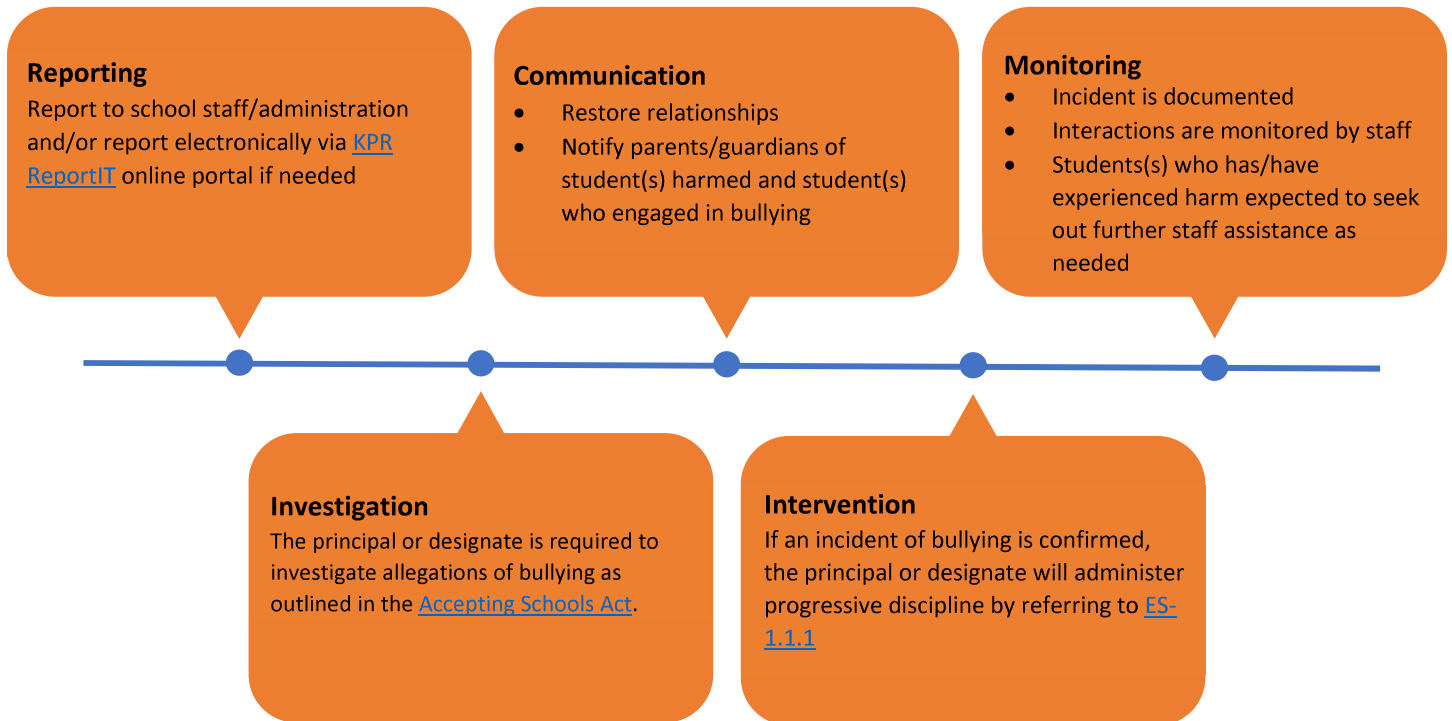 Reporting
Report to school staff/administration
and/or report electronically via KPR
ReportIT online portal if needed
Investigation
The principal or designate is required to
investigate allegations of bullying as
outlined in the Accepting Schools Act.
Communication
• Restore relationships
• Notify parents/guardians of
student(s) harmed and student(s)
who engaged in bullying
Intervention
If an incident of bullying is confirmed,
the principal or designate will administer
progressive discipline by referring to ES-
1.1.1
Monitoring
• Incident is documented
• Interactions are monitored by staff
• Students(s) who has/have
experienced harm expected to seek
out further staff assistance as
needed